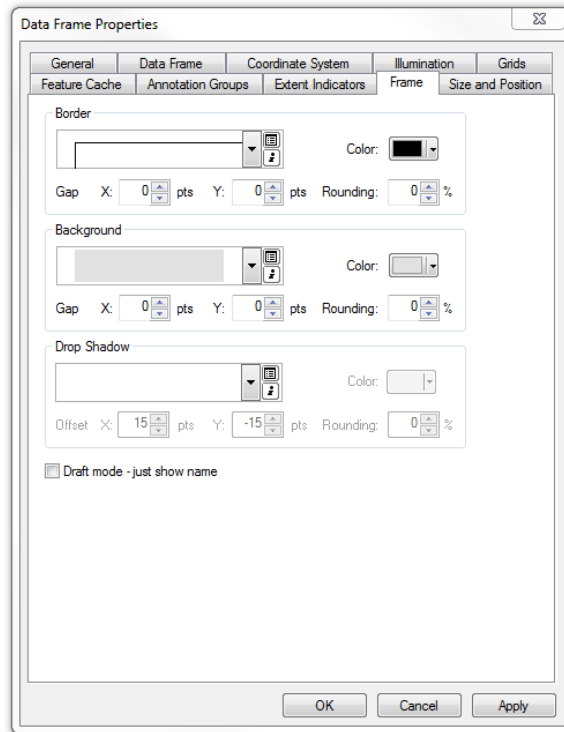 Data Frame Properties
General Data Frame Coordinate System Illumination Grids
Feature Cache Annotation Groups Extent Indicators Frame Size and Position
Border
Color:
Gap X: 0 pts Y: 0 pts Rounding: 0 %
Background
Color:
Gap X: 0 pts Y: 0 pts Rounding: 0 %
Drop Shadow
Color:
Offset X: 15 pts Y: -15 pts Rounding: 0 %
Draft mode - just show name
OK Cancel Apply